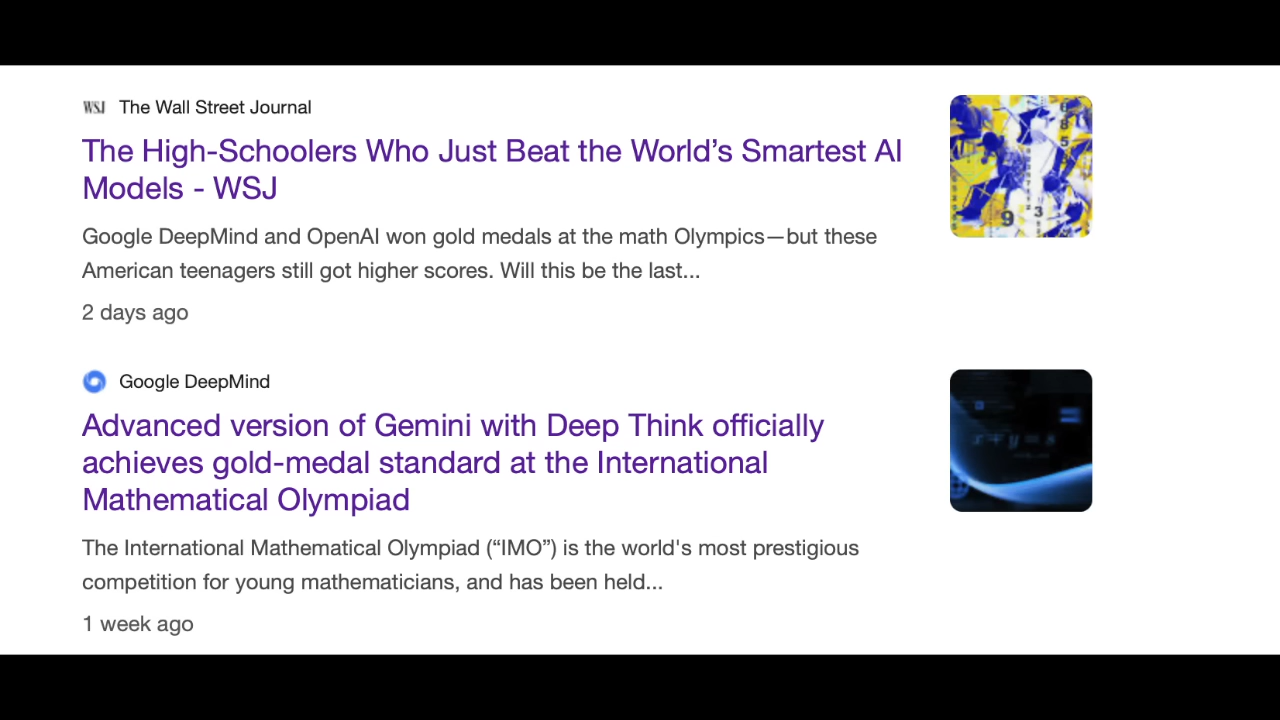 WSJ The Wall Street Journal
The High-Schoolers Who Just Beat the World’s Smartest AI
Models - WSJ
Google DeepMind and OpenAI won gold medals at the math Olympics—but these
American teenagers still got higher scores. Will this be the last...
2 days ago
9 3
Google DeepMind
Advanced version of Gemini with Deep Think officially
achieves gold-medal standard at the International
Mathematical Olympiad
x+y=s
The International Mathematical Olympiad (“IMO”) is the world's most prestigious
competition for young mathematicians, and has been held...
1 week ago